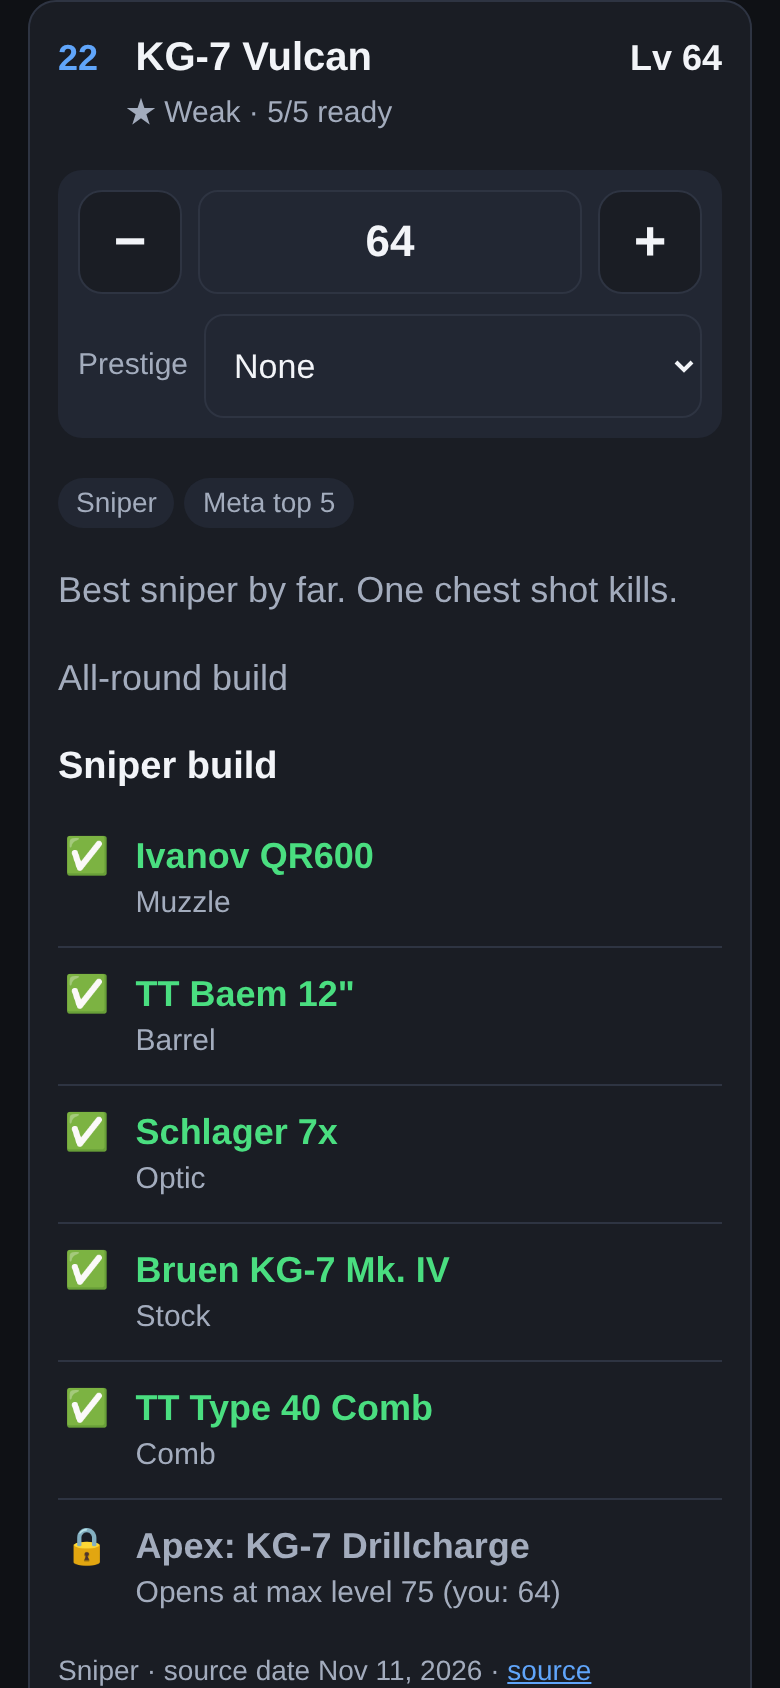 22 KG-7 Vulcan Lv 64
★ Weak · 5/5 ready
− 64 +
Prestige None
Sniper Meta top 5
Best sniper by far. One chest shot kills.
All-round build
Sniper build
✅ Ivanov QR600
Muzzle
✅ TT Baem 12"
Barrel
✅ Schlager 7x
Optic
✅ Bruen KG-7 Mk. IV
Stock
✅ TT Type 40 Comb
Comb
🔒 Apex: KG-7 Drillcharge
Opens at max level 75 (you: 64)
Sniper · source date Nov 11, 2026 · source